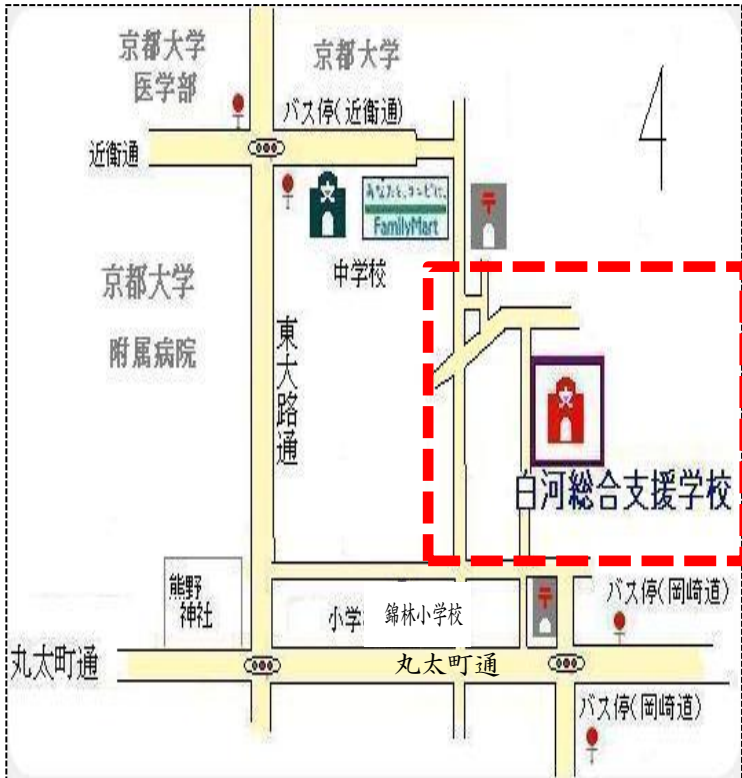 京都大学
医学部
京都大学
バス停(近衛通)
近衛通
あなたと、コンビに、
FamilyMart
〒
文
中学校
京都大学
附属病院
東大路通
文
白河総合支援学校
熊野
神社
小学
錦林小学校
〒
バス停(岡崎道)
丸太町通
丸太町通
バス停(岡崎道)